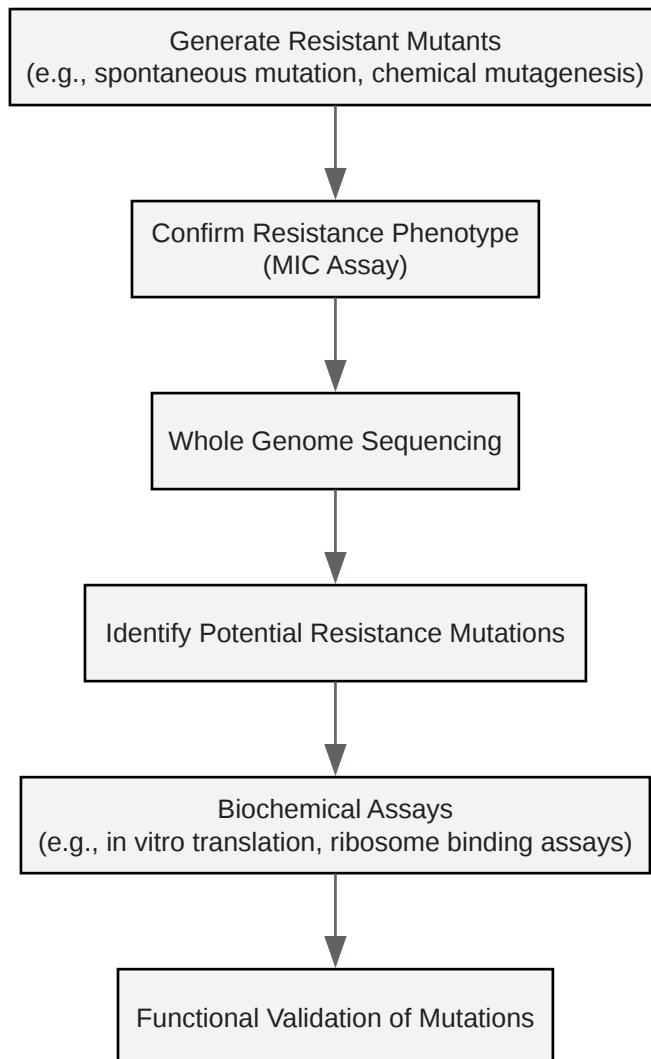 Generate Resistant Mutants
(e.g., spontaneous mutation, chemical mutagenesis)
Confirm Resistance Phenotype
(MIC Assay)
Whole Genome Sequencing
Identify Potential Resistance Mutations
Biochemical Assays
(e.g., in vitro translation, ribosome binding assays)
Functional Validation of Mutations